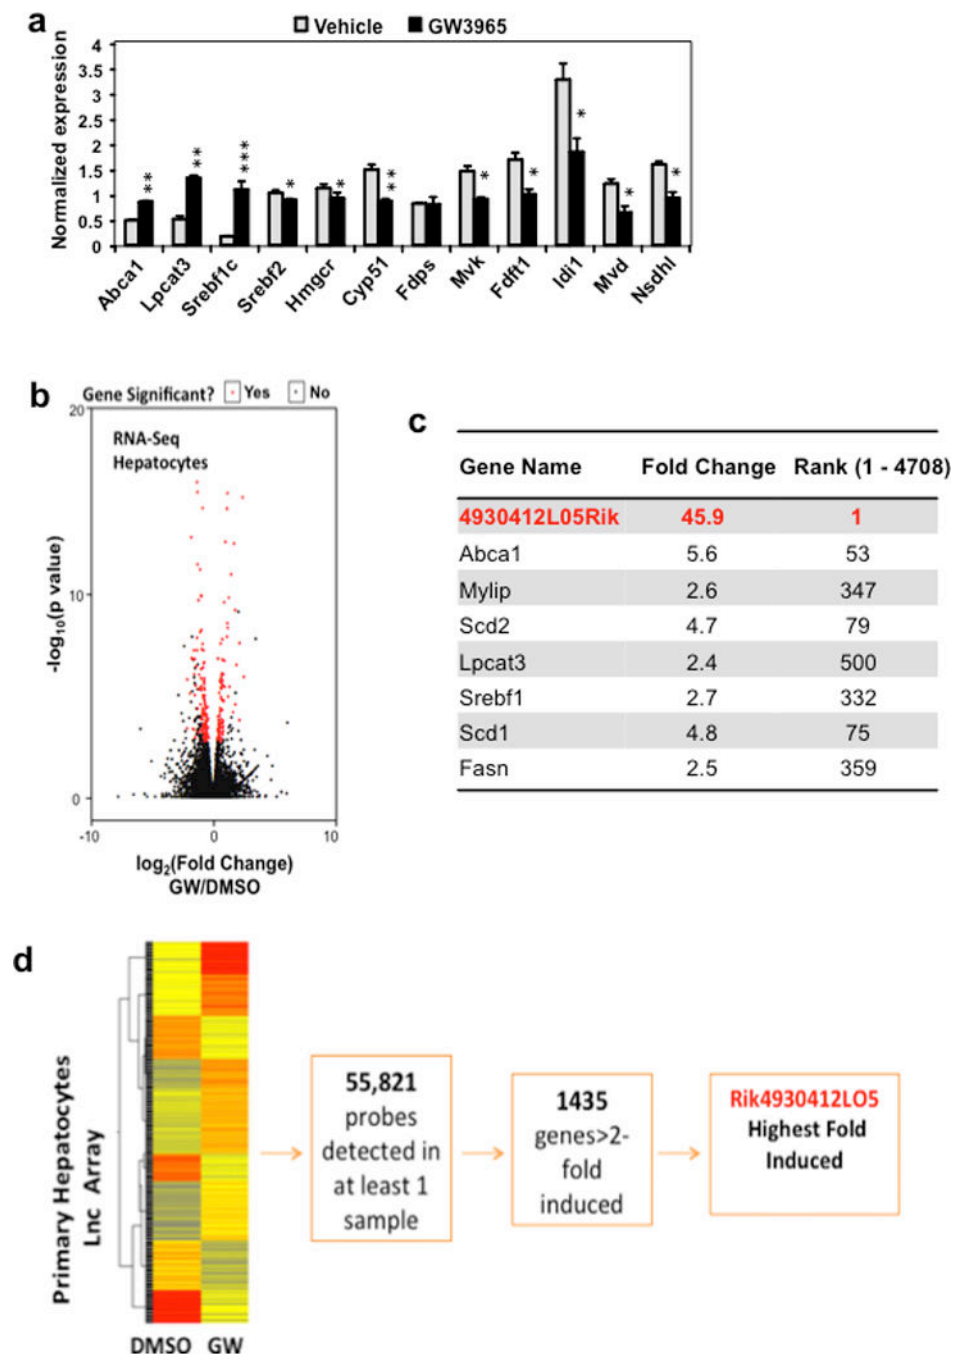 a
Vehicle GW3965
Normalized expression
4
3.5
3
2.5
2
1.5
1
0.5
0
** ** *** * * ** * * * * *
Abca1 Lpcat3 Srebf1c Srebf2 Hmgcr Cyp51 Fdps Mvk Fdft1 Idi1 Mvd Nsdhl
b
Gene Significant? Yes No
20
RNA-Seq
Hepatocytes
-log10(p value)
10
0
-10 0 10
log2(Fold Change)
GW/DMSO
c
Gene Name Fold Change Rank (1 - 4708)
4930412L05Rik 45.9 1
Abca1 5.6 53
Mylip 2.6 347
Scd2 4.7 79
Lpcat3 2.4 500
Srebf1 2.7 332
Scd1 4.8 75
Fasn 2.5 359
d
Primary Hepatocytes
Lnc Array
DMSO GW
55,821
probes
detected in
at least 1
sample
1435
genes>2-
fold
induced
Rik4930412LO5
Highest Fold
Induced